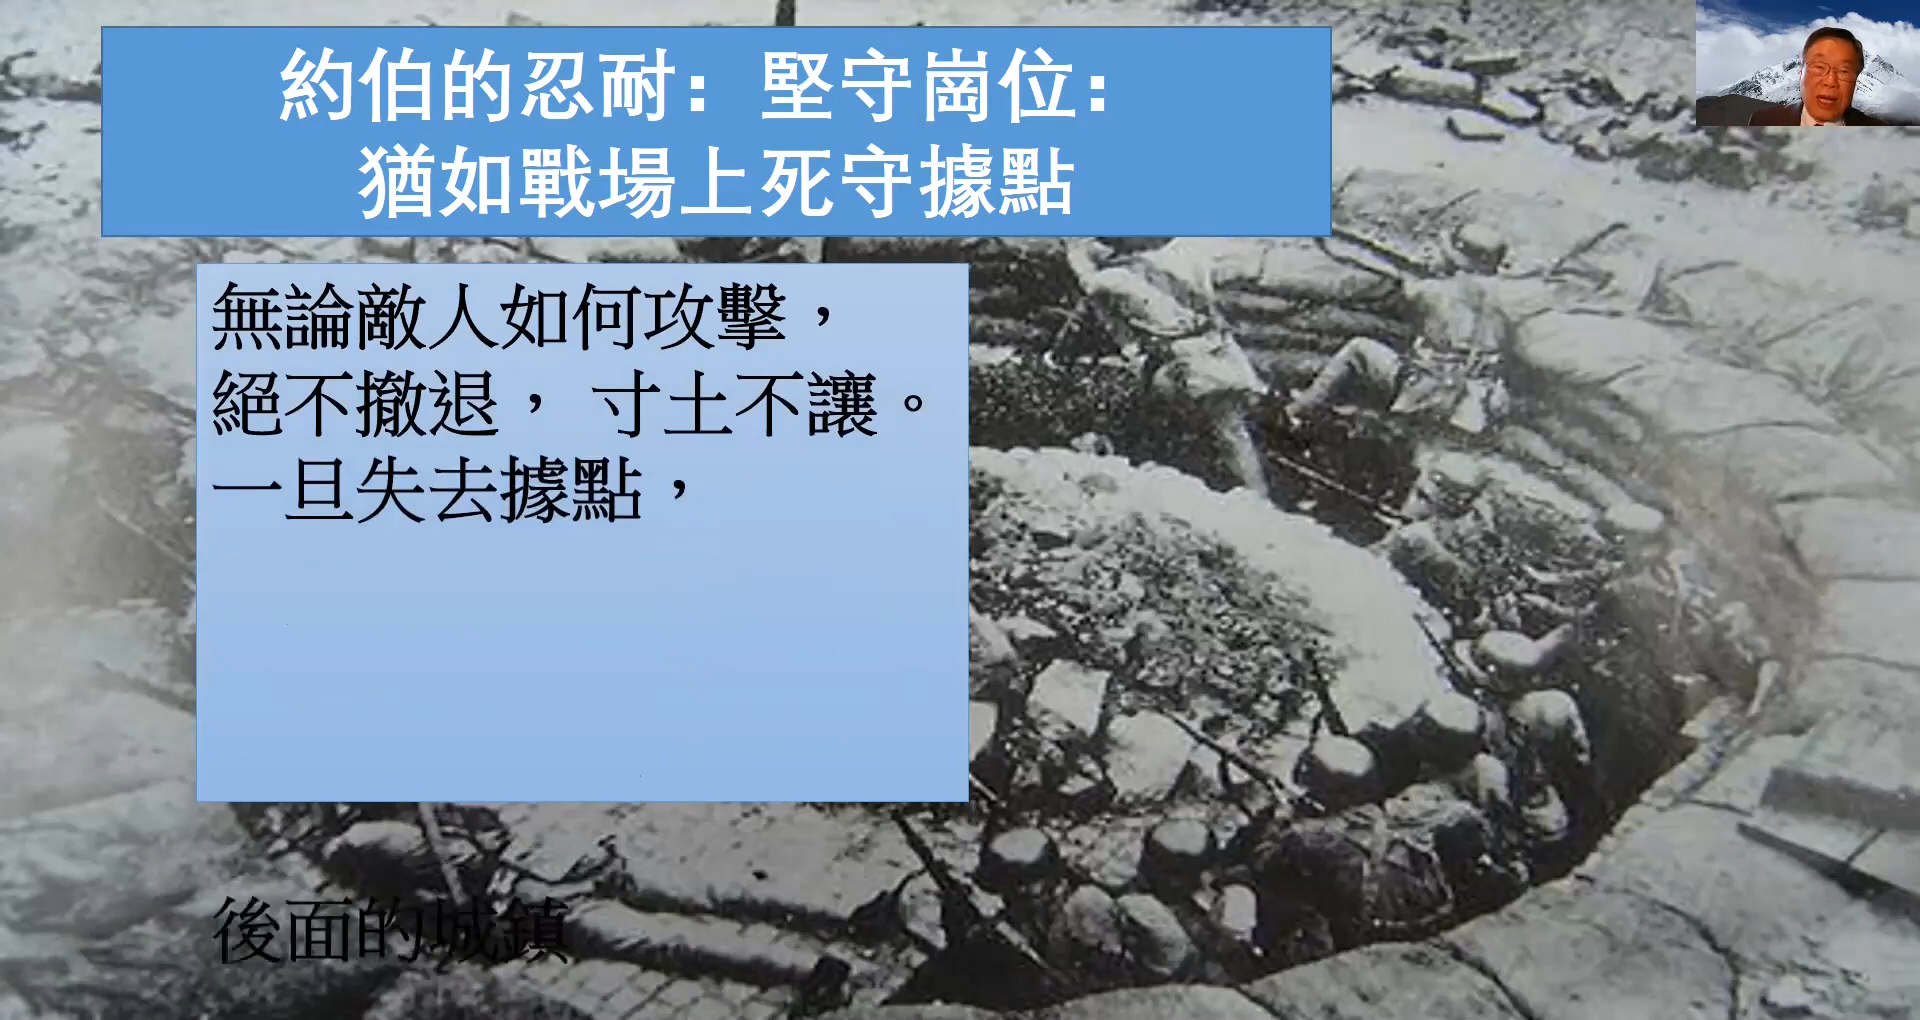 約伯的忍耐：堅守崗位：
猶如戰場上死守據點
無論敵人如何攻擊，
絕不撤退， 寸土不讓。
一旦失去據點，
後面的城鎮